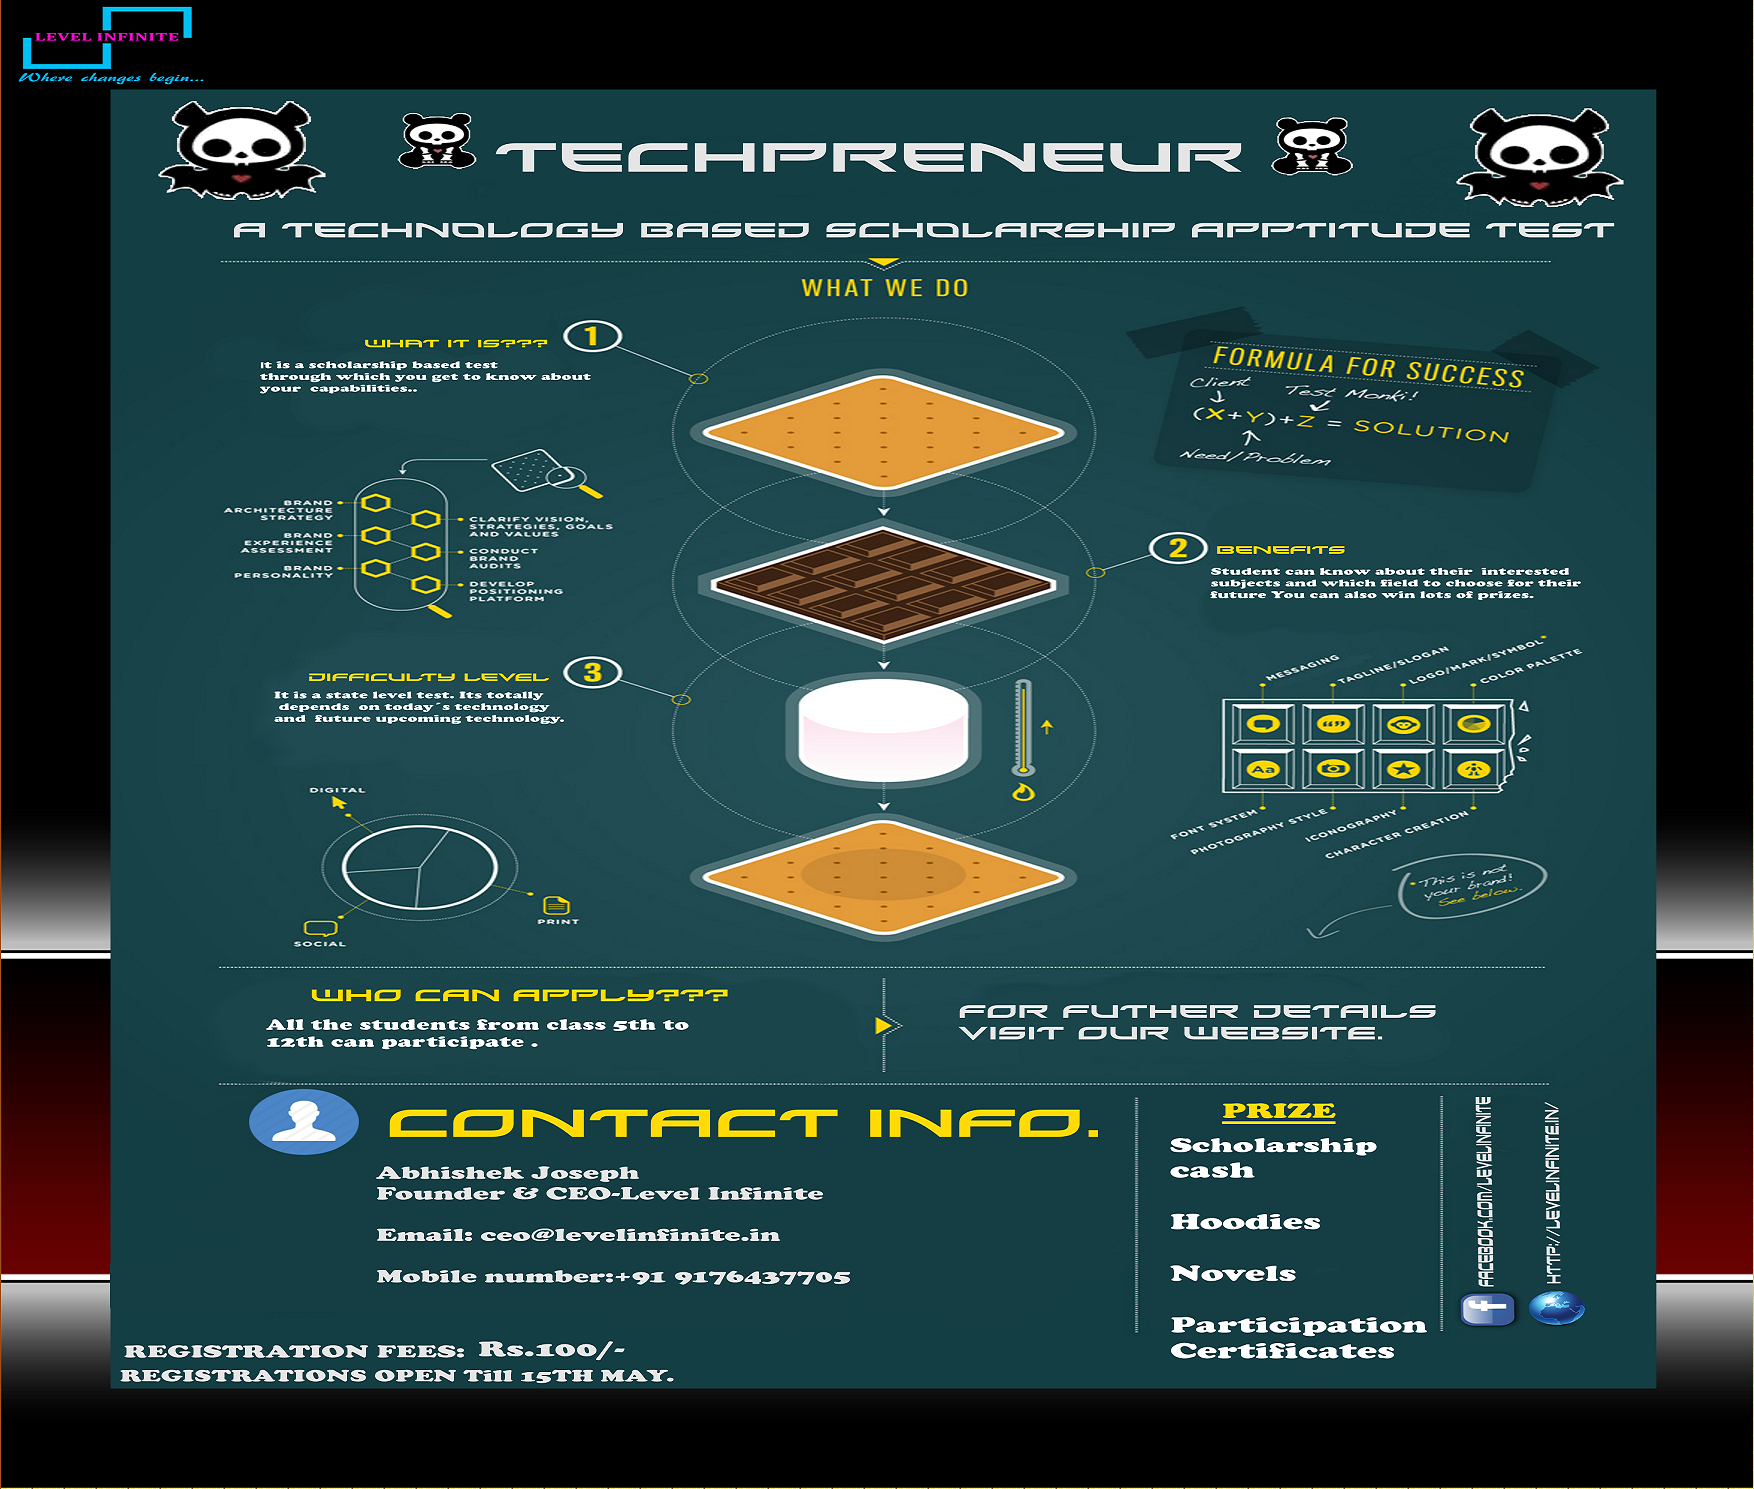 LEVEL INFINITE
Where changes begin...
TECHPRENEUR
A TECHNOLOGY BASED SCHOLARSHIP APPTITUDE TEST
WHAT WE DO
WHAT IT IS???
1
It is a scholarship based test
through which you get to know about
your capabilities..
FORMULA FOR SUCCESS
Client
Test Monki!
(X+Y)+Z = SOLUTION
Need/Problem
BRAND
ARCHITECTURE
STRATEGY
BRAND
EXPERIENCE
ASSESSMENT
BRAND
PERSONALITY
CLARIFY VISION,
STRATEGIES, GOALS
AND VALUES
CONDUCT
BRAND
AUDITS
DEVELOP
POSITIONING
PLATFORM
2
BENEFITS
Student can know about their interested
subjects and which field to choose for their
future You can also win lots of prizes.
DIFFICULTY LEVEL
3
It is a state level test. Its totally
depends on today´s technology
and future upcoming technology.
MESSAGING
TAGLINE/SLOGAN
LOGO/MARK/SYMBOL
COLOR PALETTE
Aa
FONT SYSTEM
PHOTOGRAPHY STYLE
ICONOGRAPHY
CHARACTER CREATION
This is not
your brand!
See below.
DIGITAL
PRINT
SOCIAL
WHO CAN APPLY???
All the students from class 5th to
12th can participate .
FOR FUTHER DETAILS
VISIT OUR WEBSITE.
CONTACT INFO.
Abhishek Joseph
Founder & CEO-Level Infinite
Email: ceo@levelinfinite.in
Mobile number:+91 9176437705
PRIZE
Scholarship
cash
Hoodies
Novels
Participation
Certificates
FACEBOOK.COM/LEVELINFINITE
HTTP://LEVELINFINITE.IN/
REGISTRATION FEES: Rs.100/-
REGISTRATIONS OPEN Till 15TH MAY.